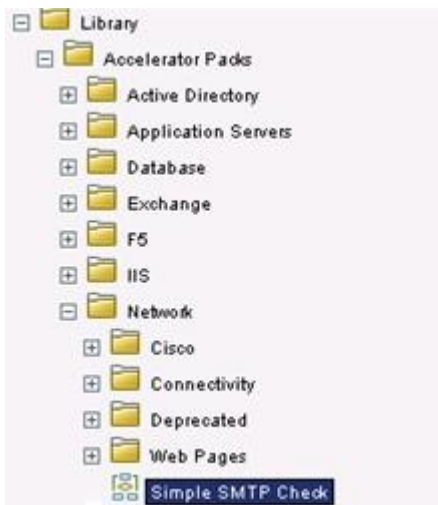 Library
Accelerator Packs
Active Directory
Application Servers
Database
Exchange
F5
IIS
Network
Cisco
Connectivity
Deprecated
Web Pages
Simple SMTP Check